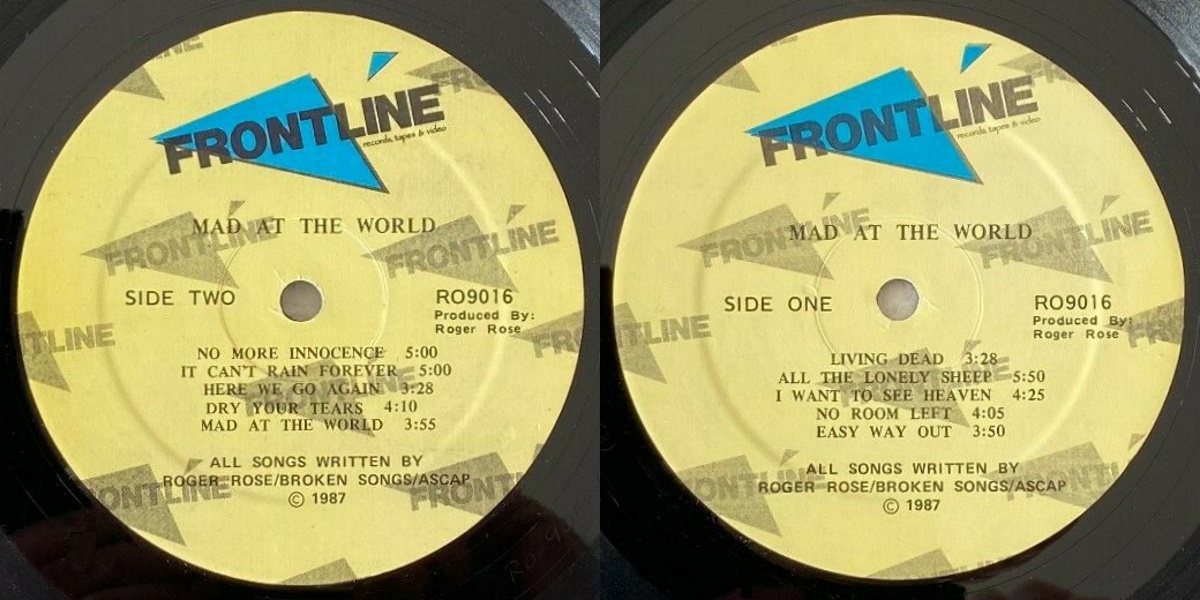 FRONTLINE
records, tapes & video
MAD AT THE WORLD
SIDE TWO
RO9016
Produced By:
Roger Rose
NO MORE INNOCENCE 5:00
IT CAN'T RAIN FOREVER 5:00
HERE WE GO AGAIN 3:28
DRY YOUR TEARS 4:10
MAD AT THE WORLD 3:55
ALL SONGS WRITTEN BY
ROGER ROSE/BROKEN SONGS/ASCAP
© 1987
FRONTLINE
records, tapes & video
MAD AT THE WORLD
SIDE ONE
RO9016
Produced By:
Roger Rose
LIVING DEAD 3:28
ALL THE LONELY SHEEP 5:50
I WANT TO SEE HEAVEN 4:25
NO ROOM LEFT 4:05
EASY WAY OUT 3:50
ALL SONGS WRITTEN BY
ROGER ROSE/BROKEN SONGS/ASCAP
© 1987